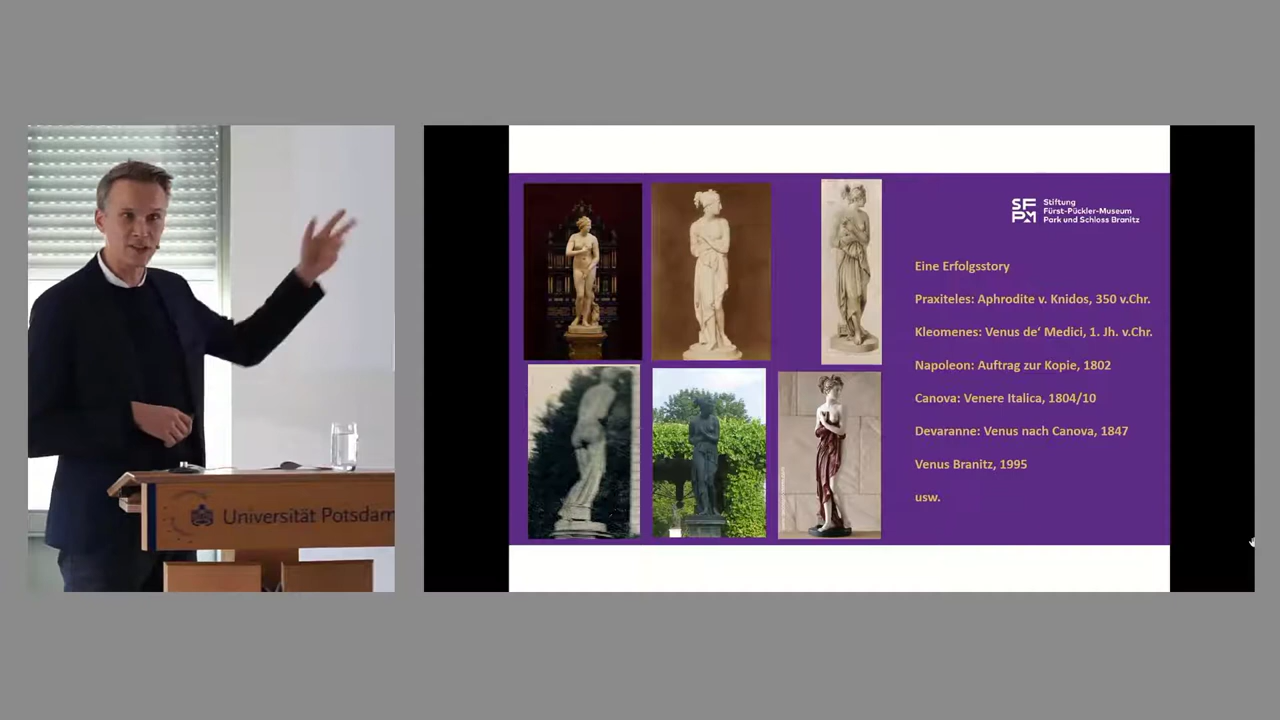 Universität Potsdam
SF
PM
Stiftung
Fürst-Pückler-Museum
Park und Schloss Branitz
Eine Erfolgsstory
Praxiteles: Aphrodite v. Knidos, 350 v.Chr.
Kleomenes: Venus de‘ Medici, 1. Jh. v.Chr.
Napoleon: Auftrag zur Kopie, 1802
Canova: Venere Italica, 1804/10
Devaranne: Venus nach Canova, 1847
Venus Branitz, 1995
usw.